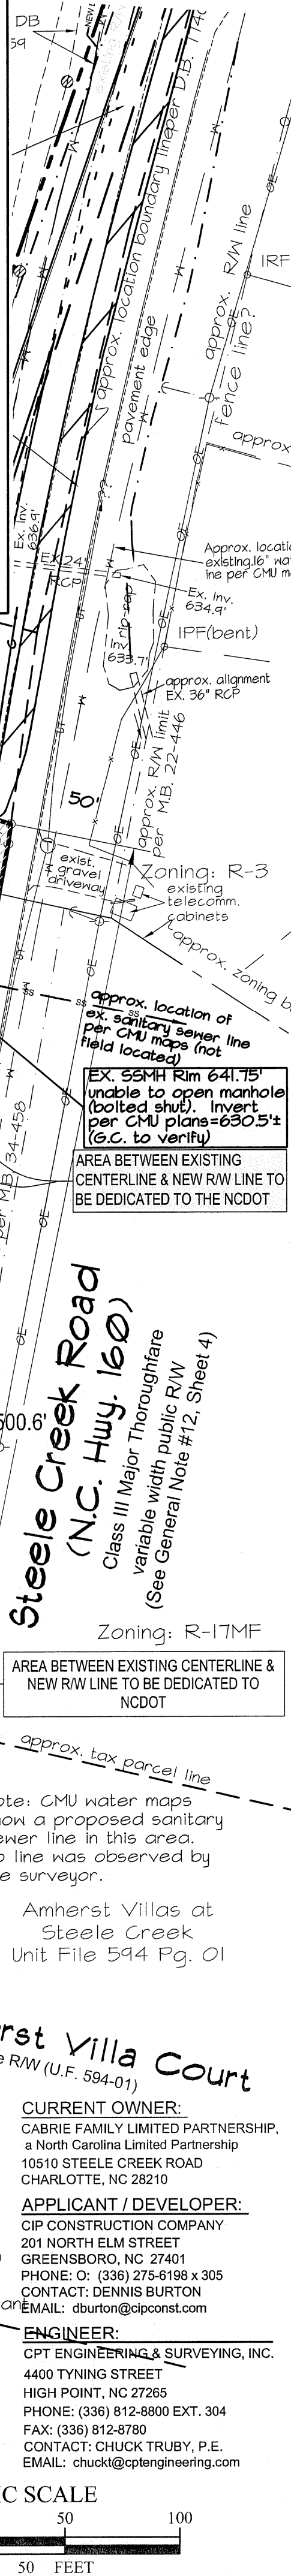 DB
59
NEW
existing R/W
approx. location boundary line per D.B.
pavement edge
approx. R/W line
fence line?
IRF
approx
??
Ex. Inv.
636.9'
EX 24"
RCP
rip-rap
Inv.
633.7'
Approx. locati
existing 16" wa
ine per CMU m
Ex. Inv.
634.9'
IPF(bent)
approx. alignment
EX. 36" RCP
approx. R/W limit
per M.B. 22-446
50'
exist.
gravel
driveway
Zoning: R-3
existing
telecomm.
cabinets
approx. zoning b
approx. location of
ex. sanitary sewer line
per CMU maps (not
field located)
EX. SSMH Rim 641.75'
unable to open manhole
(bolted shut). Invert
per CMU plans=630.5'±
(G.C. to verify)
per M.B. 34-458
AREA BETWEEN EXISTING
CENTERLINE & NEW R/W LINE TO
BE DEDICATED TO THE NCDOT
500.6'
Steele Creek Road
(N.C. Hwy. 160)
Class III Major Thoroughfare
variable width public R/W
(See General Note #12, Sheet 4)
Zoning: R-17MF
AREA BETWEEN EXISTING CENTERLINE &
NEW R/W LINE TO BE DEDICATED TO
NCDOT
approx. tax parcel line
ote: CMU water maps
ow a proposed sanitary
ewer line in this area.
o line was observed by
e surveyor.
Amherst Villas at
Steele Creek
Unit File 594 Pg. 01
rst Villa Court
e R/W (U.F. 594-01)
CURRENT OWNER:
CABRIE FAMILY LIMITED PARTNERSHIP,
a North Carolina Limited Partnership
10510 STEELE CREEK ROAD
CHARLOTTE, NC 28210
APPLICANT / DEVELOPER:
CIP CONSTRUCTION COMPANY
201 NORTH ELM STREET
GREENSBORO, NC 27401
PHONE: O: (336) 275-6198 x 305
CONTACT: DENNIS BURTON
EMAIL: dburton@cipconst.com
ant
ENGINEER:
CPT ENGINEERING & SURVEYING, INC.
4400 TYNING STREET
HIGH POINT, NC 27265
PHONE: (336) 812-8800 EXT. 304
FAX: (336) 812-8780
CONTACT: CHUCK TRUBY, P.E.
EMAIL: chuckt@cptengineering.com
IC SCALE
50 100
50 FEET